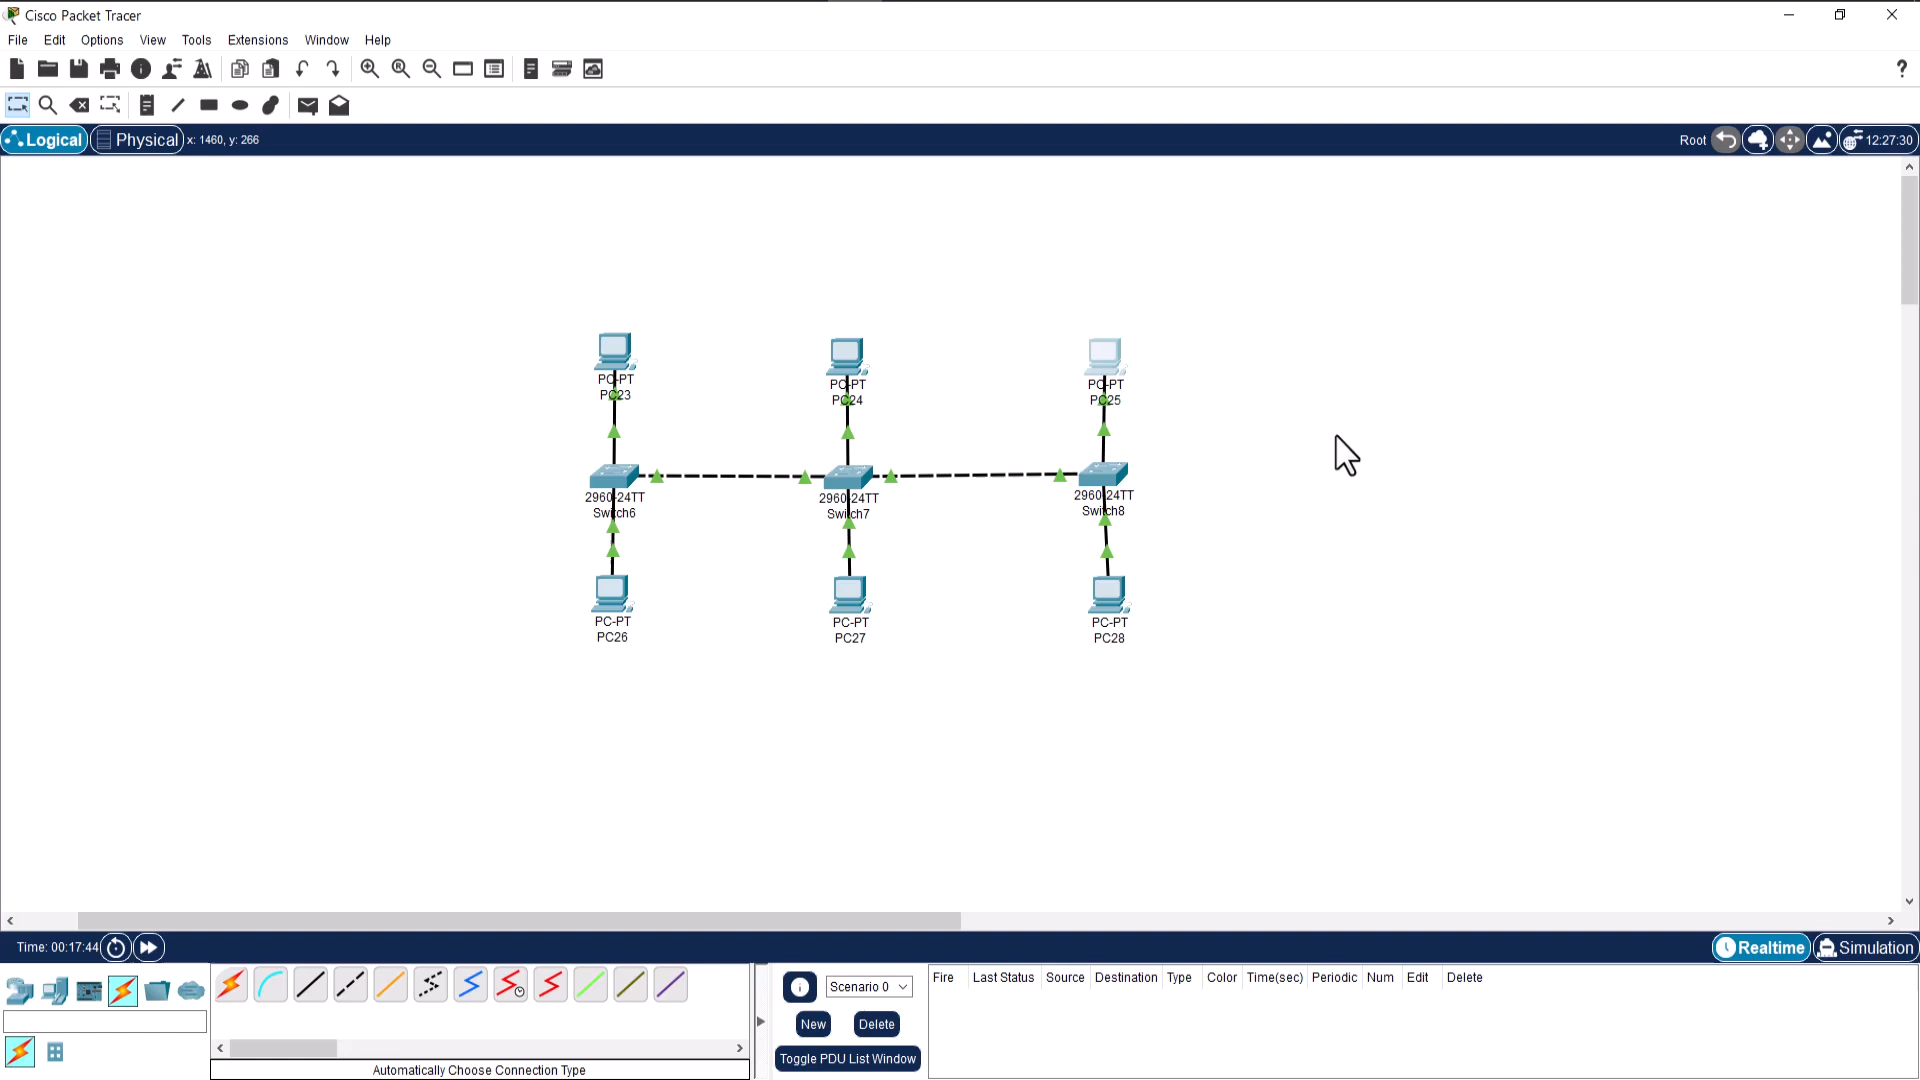 Cisco Packet Tracer
File Edit Options View Tools Extensions Window Help
?
Logical Physical x: 1460, y: 266 Root 12:27:30
PC-PT
PC23
PC-PT
PC24
PC-PT
PC25
2960-24TT
Switch6
2960-24TT
Switch7
2960-24TT
Switch8
PC-PT
PC26
PC-PT
PC27
PC-PT
PC28
Time: 00:17:44 Realtime Simulation
Scenario 0
New Delete
Toggle PDU List Window
Fire Last Status Source Destination Type Color Time(sec) Periodic Num Edit Delete
Automatically Choose Connection Type